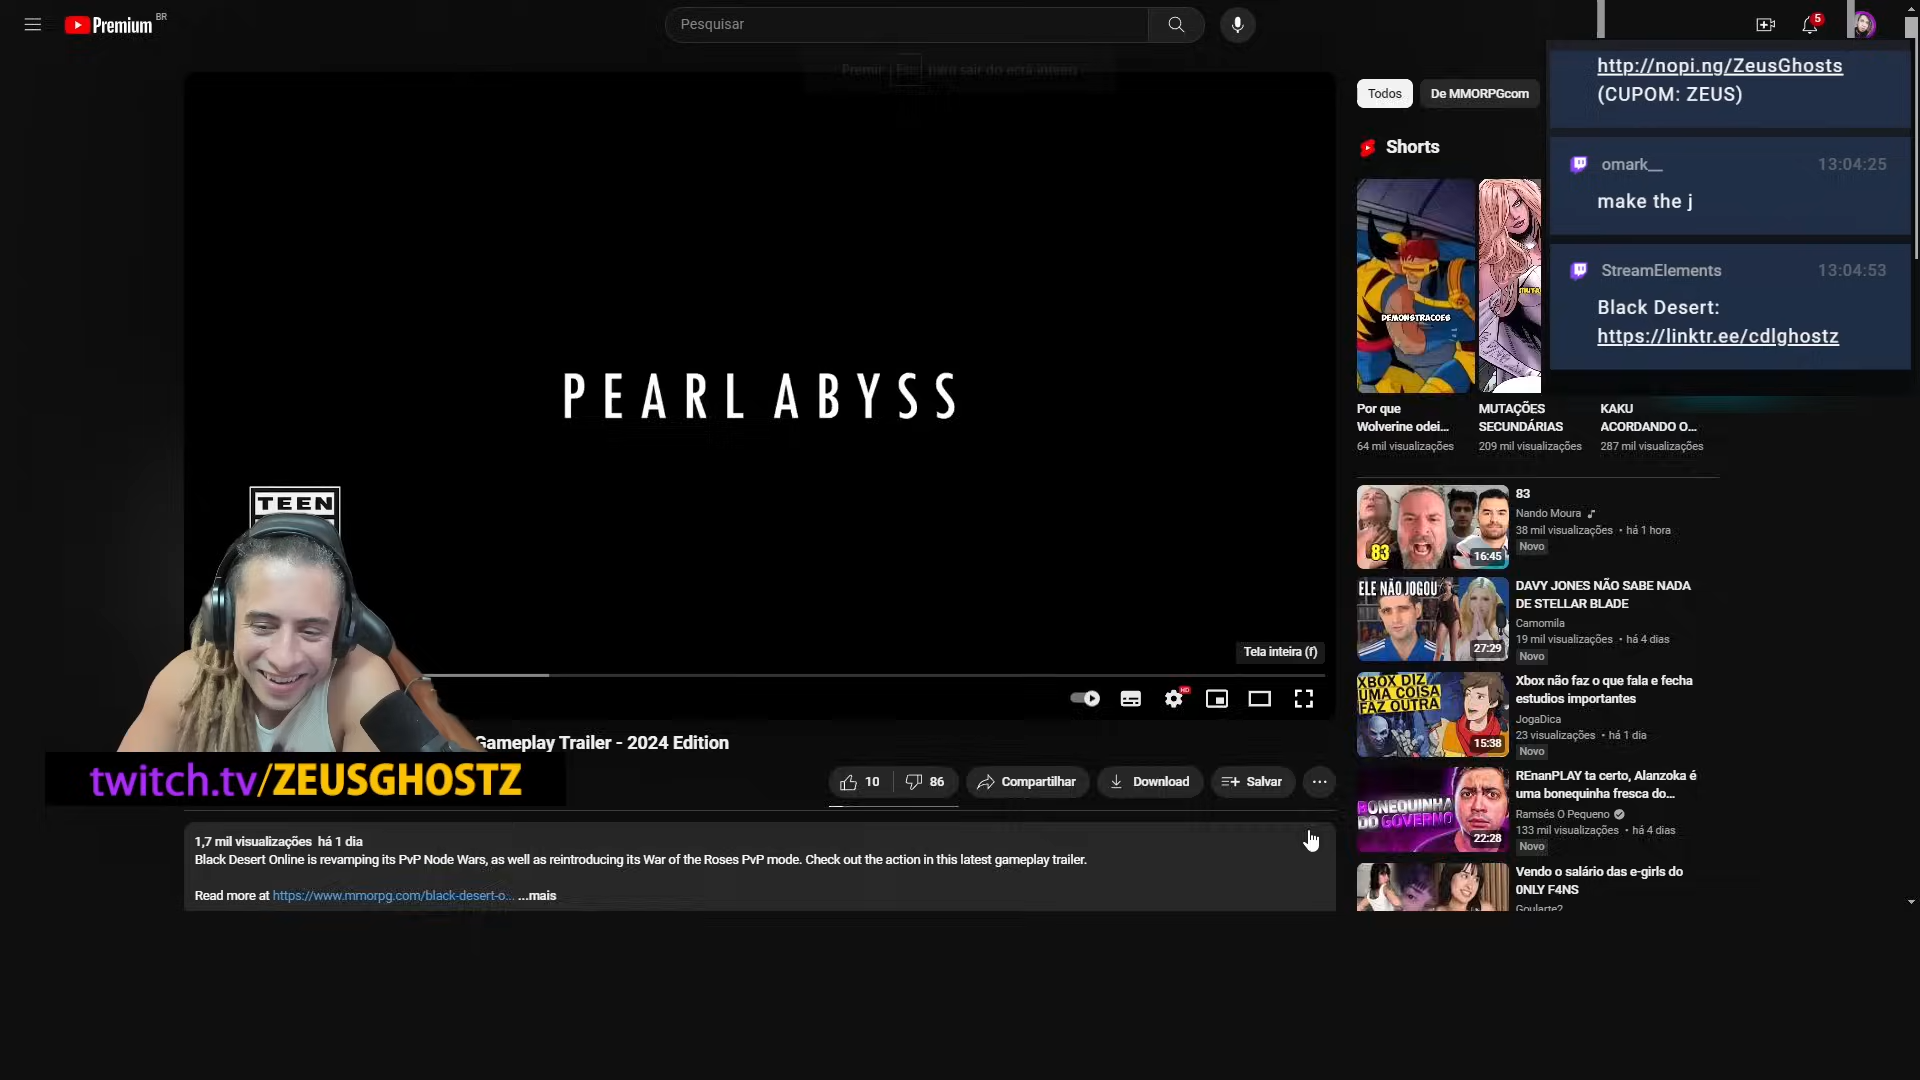 Premium BR
Pesquisar
5
PEARL ABYSS
TEEN
Tela inteira (f)
Gameplay Trailer - 2024 Edition
twitch.tv/ZEUSGHOSTZ
10
86
Compartilhar
Download
Salvar
1,7 mil visualizações há 1 dia
Black Desert Online is revamping its PvP Node Wars, as well as reintroducing its War of the Roses PvP mode. Check out the action in this latest gameplay trailer.
Read more at https://www.mmorpg.com/black-desert-o... ...mais
Todos
De MMORPGcom
Shorts
DEMONSTRACOES
Por que
Wolverine odei...
64 mil visualizações
MUTAÇÕES
SECUNDÁRIAS
209 mil visualizações
KAKU
ACORDANDO O...
287 mil visualizações
http://nopi.ng/ZeusGhosts
(CUPOM: ZEUS)
omark__ 13:04:25
make the j
StreamElements 13:04:53
Black Desert:
https://linktr.ee/cdlghostz
83
16:45
83
Nando Moura
38 mil visualizações • há 1 hora
Novo
ELE NÃO JOGOU
27:29
DAVY JONES NÃO SABE NADA
DE STELLAR BLADE
Camomila
19 mil visualizações • há 4 dias
Novo
XBOX DIZ
UMA COISA
FAZ OUTRA
15:38
Xbox não faz o que fala e fecha
estudios importantes
JogaDica
23 visualizações • há 1 dia
Novo
BONEQUINHA
DO GOVERNO
22:28
REnanPLAY ta certo, Alanzoka é
uma bonequinha fresca do...
Ramsés O Pequeno
133 mil visualizações • há 4 dias
Novo
Vendo o salário das e-girls do
0NLY F4NS
Goularte2